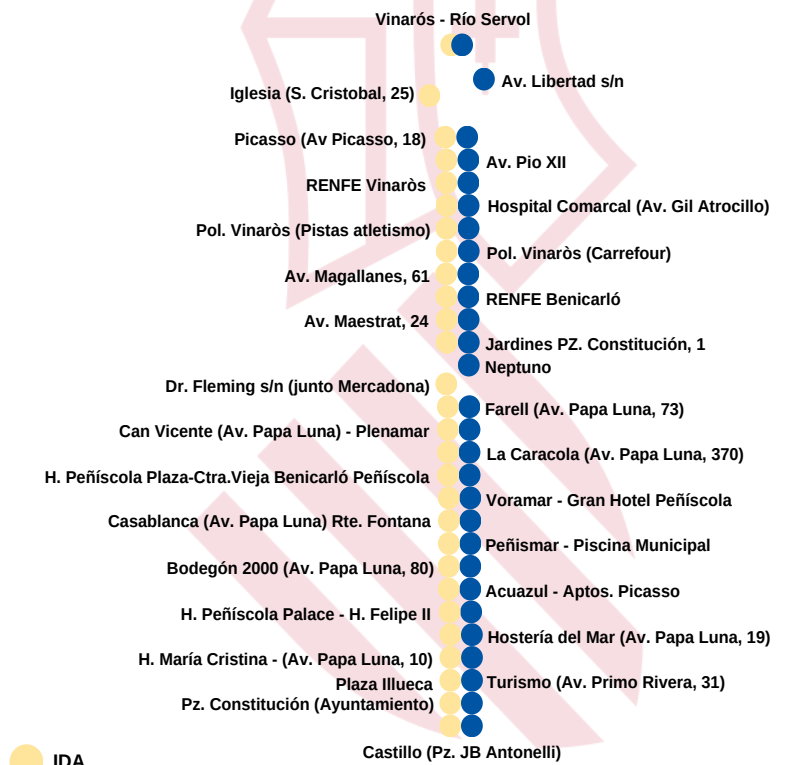 Vinarós - Río Servol
Av. Libertad s/n
Iglesia (S. Cristobal, 25)
Picasso (Av Picasso, 18)
Av. Pio XII
RENFE Vinaròs
Hospital Comarcal (Av. Gil Atrocillo)
Pol. Vinaròs (Pistas atletismo)
Pol. Vinaròs (Carrefour)
Av. Magallanes, 61
RENFE Benicarló
Av. Maestrat, 24
Jardines PZ. Constitución, 1
Neptuno
Dr. Fleming s/n (junto Mercadona)
Farell (Av. Papa Luna, 73)
Can Vicente (Av. Papa Luna) - Plenamar
La Caracola (Av. Papa Luna, 370)
H. Peñíscola Plaza-Ctra.Vieja Benicarló Peñíscola
Voramar - Gran Hotel Peñíscola
Casablanca (Av. Papa Luna) Rte. Fontana
Peñismar - Piscina Municipal
Bodegón 2000 (Av. Papa Luna, 80)
Acuazul - Aptos. Picasso
H. Peñíscola Palace - H. Felipe II
Hostería del Mar (Av. Papa Luna, 19)
H. María Cristina - (Av. Papa Luna, 10)
Plaza Illueca
Turismo (Av. Primo Rivera, 31)
Pz. Constitución (Ayuntamiento)
Castillo (Pz. JB Antonelli)
IDA